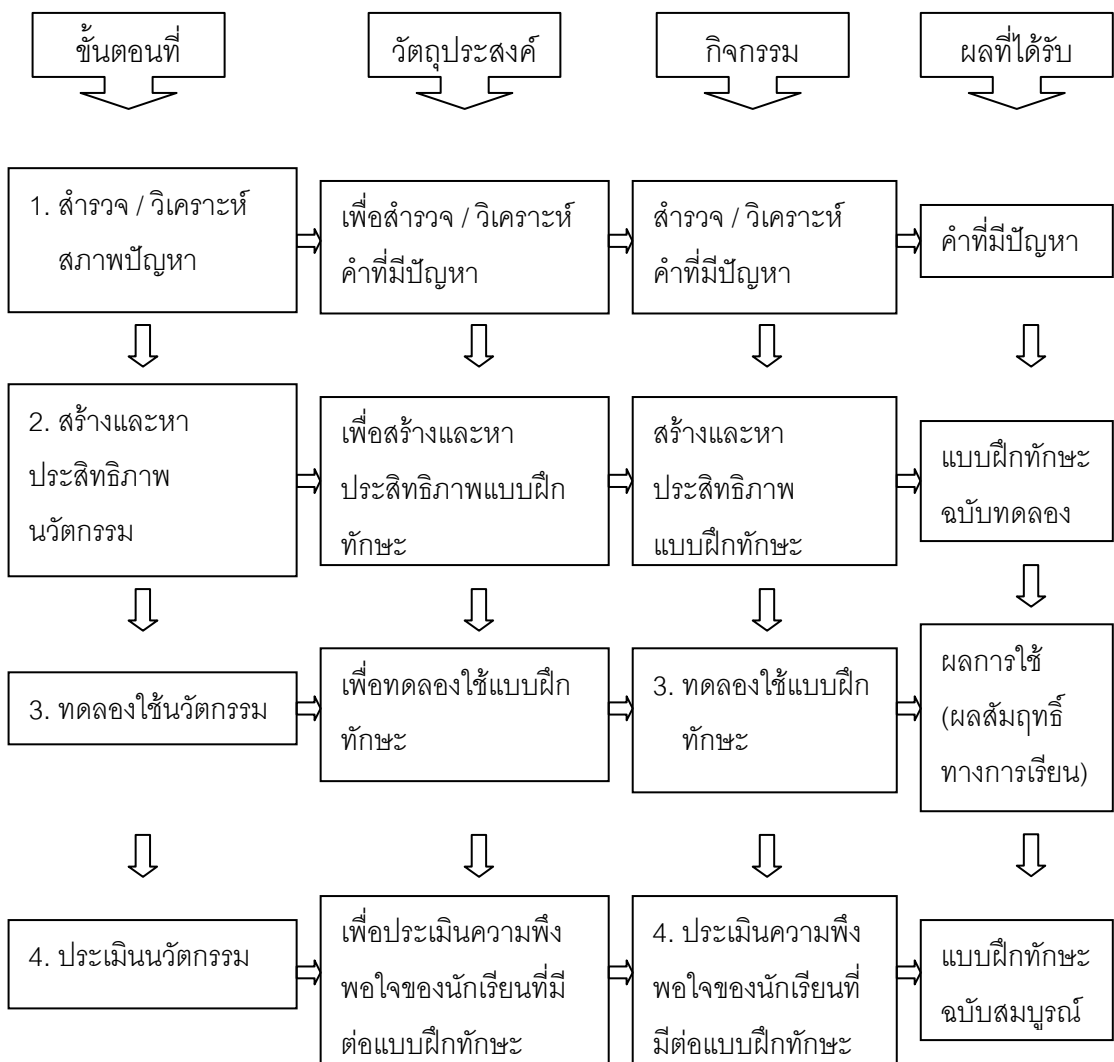 ขั้นตอนที่
วัตถุประสงค์
กิจกรรม
ผลที่ได้รับ
1. สำรวจ / วิเคราะห์
สภาพปัญหา
เพื่อสำรวจ / วิเคราะห์
คำที่มีปัญหา
สำรวจ / วิเคราะห์
คำที่มีปัญหา
คำที่มีปัญหา
2. สร้างและหา
ประสิทธิภาพ
นวัตกรรม
เพื่อสร้างและหา
ประสิทธิภาพแบบฝึก
ทักษะ
สร้างและหา
ประสิทธิภาพ
แบบฝึกทักษะ
แบบฝึกทักษะ
ฉบับทดลอง
3. ทดลองใช้นวัตกรรม
เพื่อทดลองใช้แบบฝึก
ทักษะ
3. ทดลองใช้แบบฝึก
ทักษะ
ผลการใช้
(ผลสัมฤทธิ์
ทางการเรียน)
4. ประเมินนวัตกรรม
เพื่อประเมินความพึง
พอใจของนักเรียนที่มี
ต่อแบบฝึกทักษะ
4. ประเมินความพึง
พอใจของนักเรียนที่
มีต่อแบบฝึกทักษะ
แบบฝึกทักษะ
ฉบับสมบูรณ์